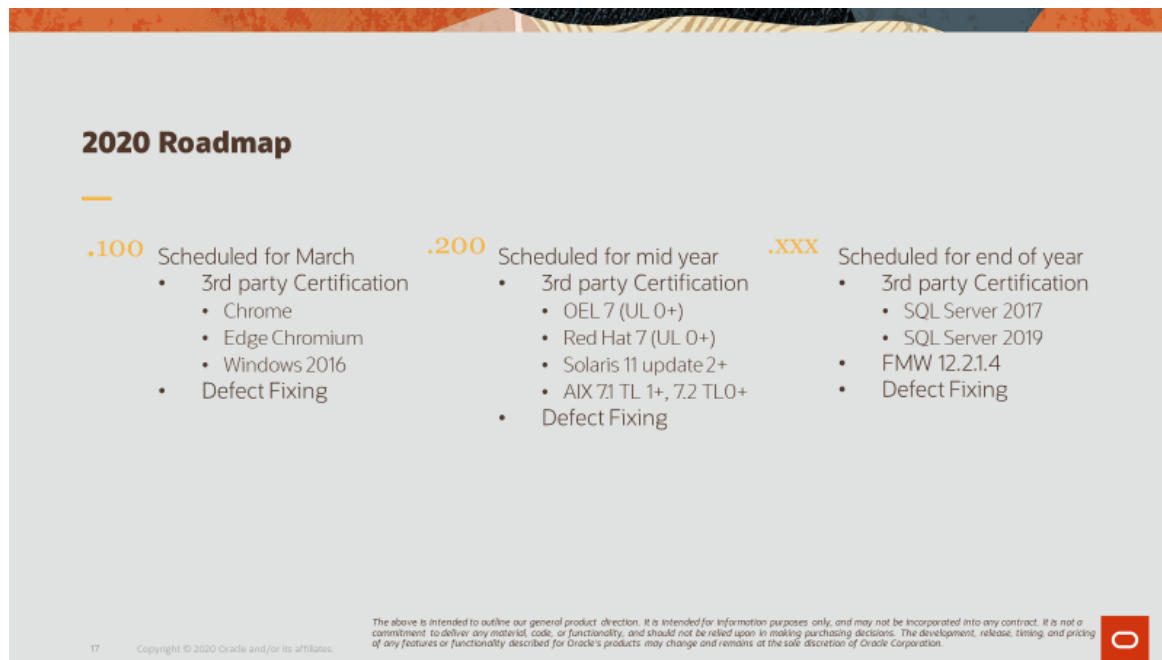 2020 Roadmap
.100
Scheduled for March
• 3rd party Certification
• Chrome
• Edge Chromium
• Windows 2016
• Defect Fixing
.200
Scheduled for mid year
• 3rd party Certification
• OEL 7 (UL 0+)
• Red Hat 7 (UL 0+)
• Solaris 11 update 2+
• AIX 7.1 TL 1+, 7.2 TL0+
• Defect Fixing
.xxx
Scheduled for end of year
• 3rd party Certification
• SQL Server 2017
• SQL Server 2019
• FMW 12.2.1.4
• Defect Fixing
The above is intended to outline our general product direction. It is intended for information purposes only, and may not be incorporated into any contract. It is not a
commitment to deliver any material, code, or functionality, and should not be relied upon in making purchasing decisions. The development, release, timing, and pricing
of any features or functionality described for Oracle's products may change and remains at the sole discretion of Oracle Corporation.
17 Copyright © 2020 Oracle and/or its affiliates.